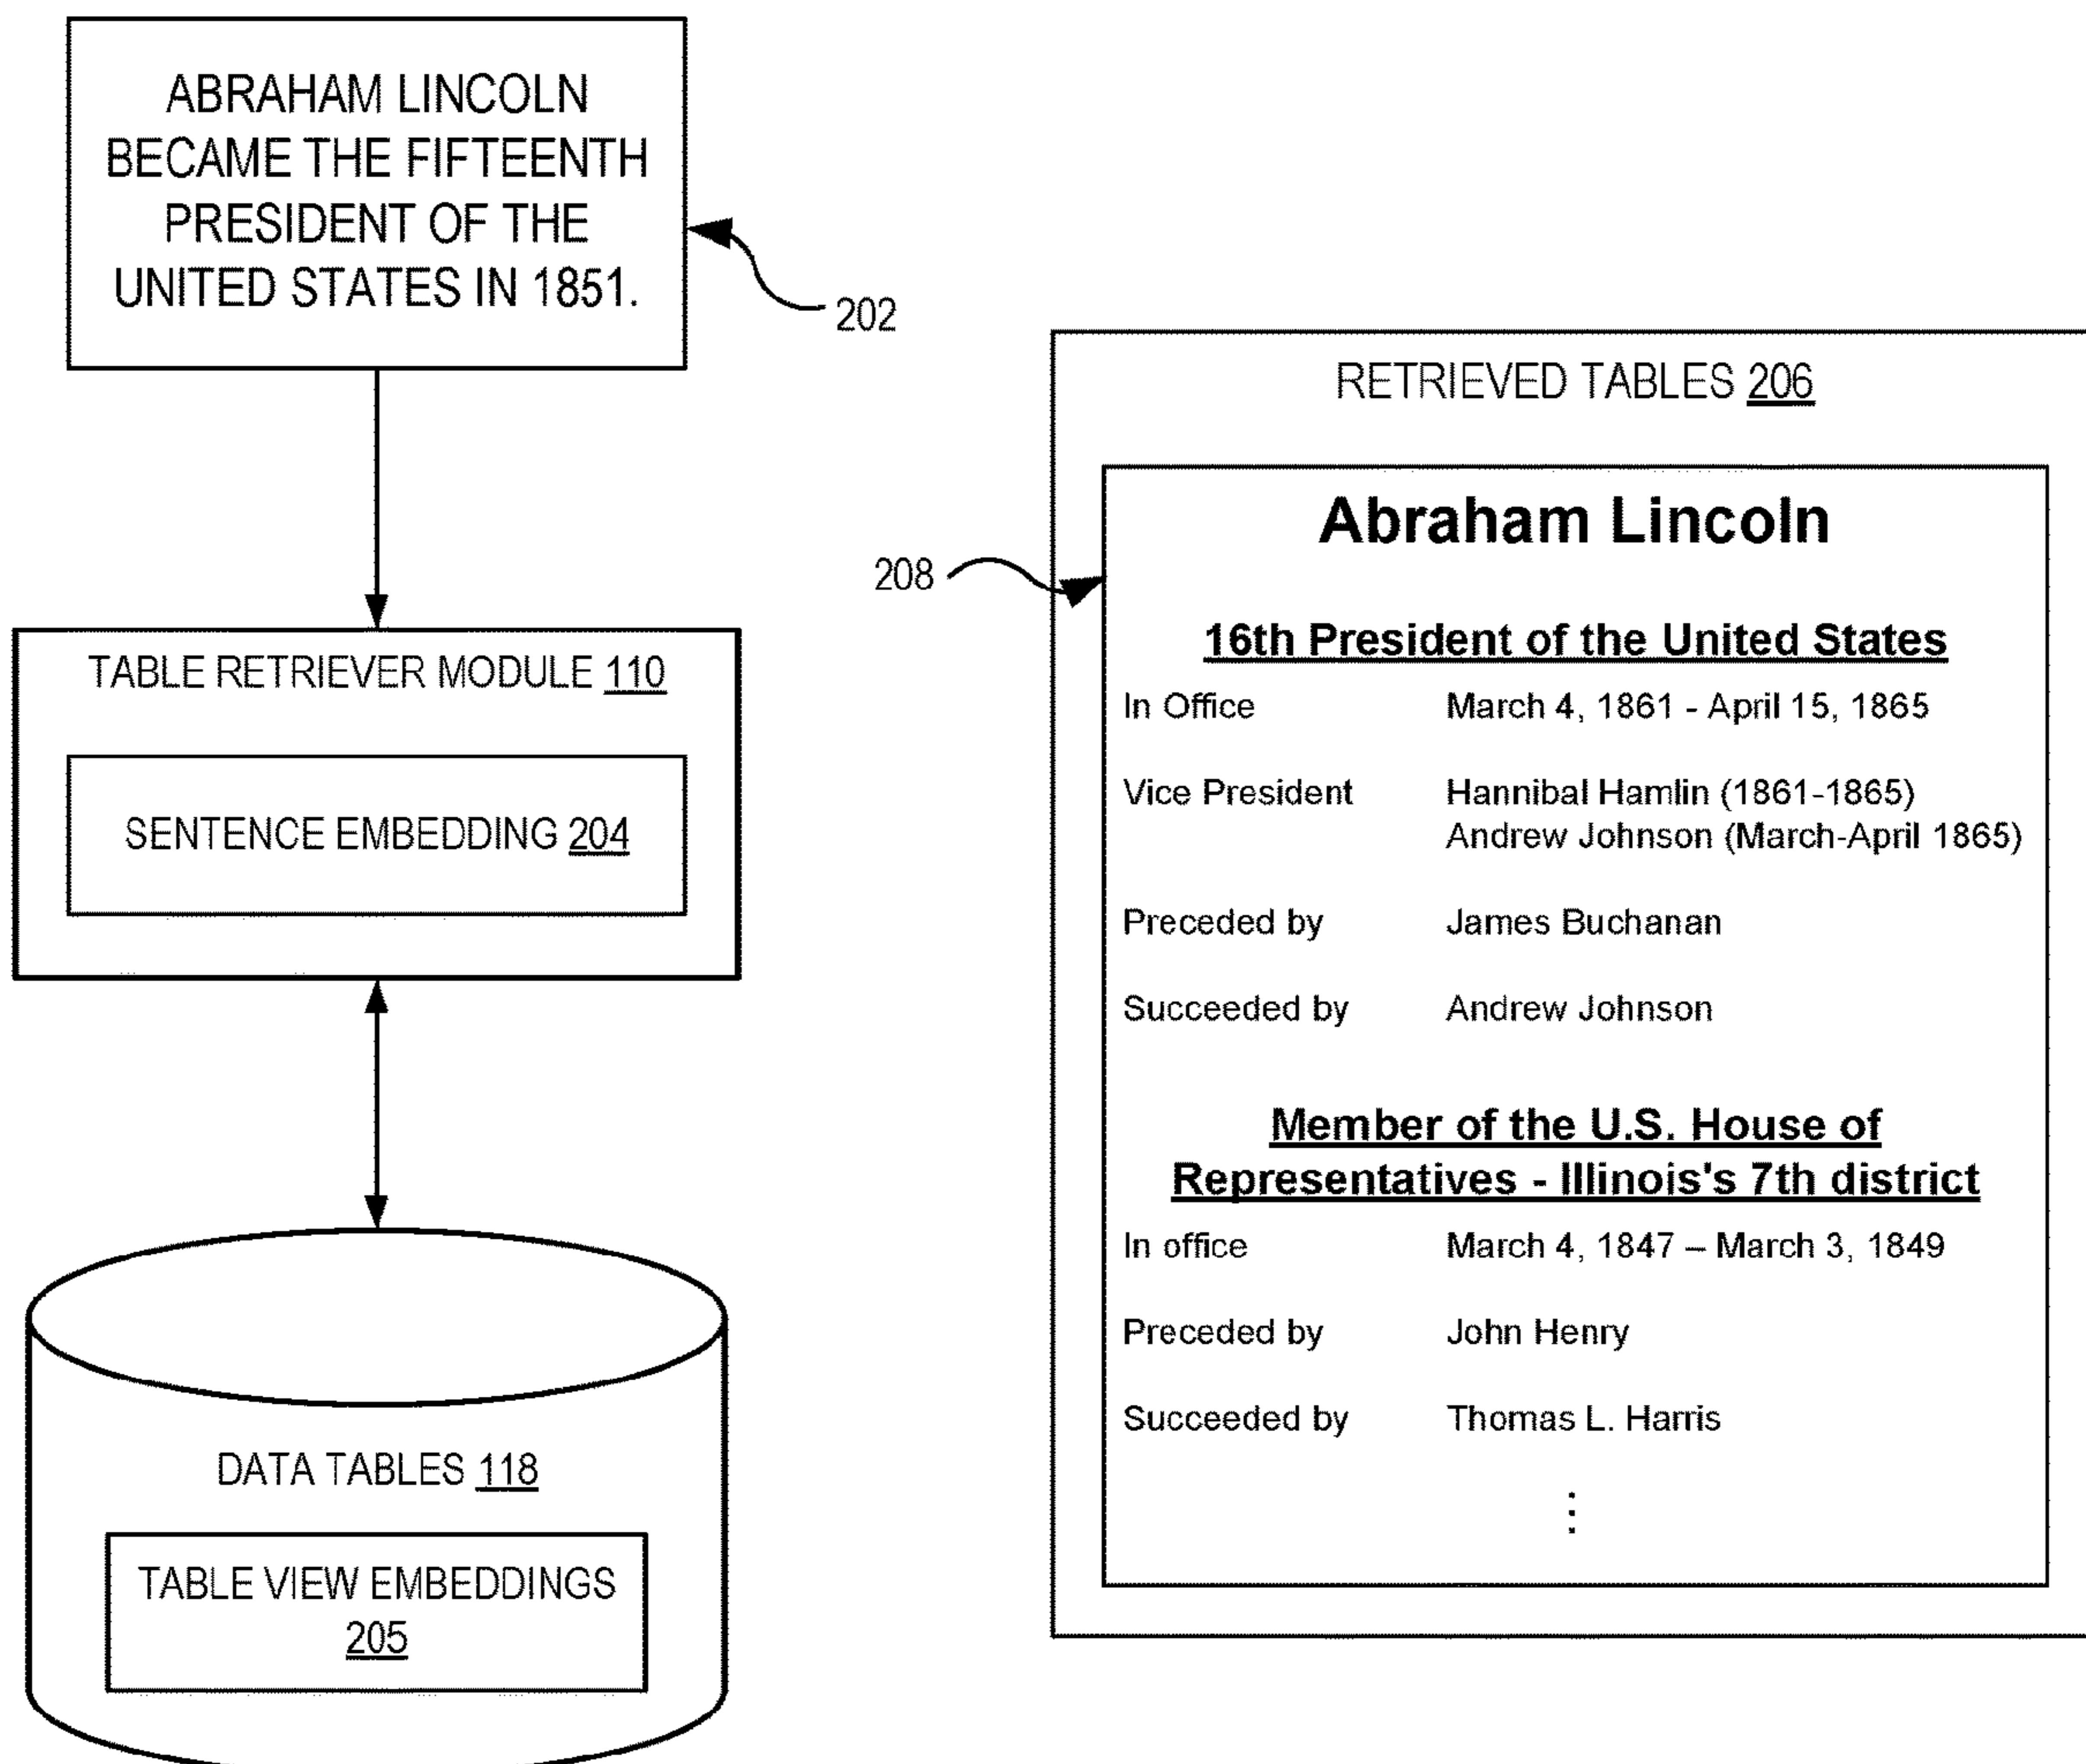 ABRAHAM LINCOLN
BECAME THE FIFTEENTH
PRESIDENT OF THE
UNITED STATES IN 1851.
202
TABLE RETRIEVER MODULE 110
SENTENCE EMBEDDING 204
DATA TABLES 118
TABLE VIEW EMBEDDINGS
205
RETRIEVED TABLES 206
208
Abraham Lincoln
16th President of the United States
In Office March 4, 1861 - April 15, 1865
Vice President Hannibal Hamlin (1861-1865)
Andrew Johnson (March-April 1865)
Preceded by James Buchanan
Succeeded by Andrew Johnson
Member of the U.S. House of
Representatives - Illinois's 7th district
In office March 4, 1847 – March 3, 1849
Preceded by John Henry
Succeeded by Thomas L. Harris
⋮